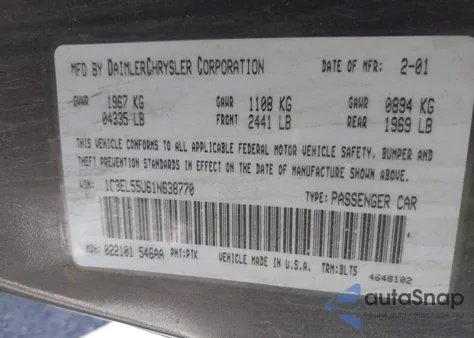 MFD BY DAIMLERCHRYSLER CORPORATION DATE OF MFR: 2-01
GVWR 1967 KG GAWR 1108 KG GAWR 0894 KG
04335 LB FRONT 2441 LB REAR 1969 LB
THIS VEHICLE CONFORMS TO ALL APPLICABLE FEDERAL MOTOR VEHICLE SAFETY, BUMPER AND
THEFT PREVENTION STANDARDS IN EFFECT ON THE DATE OF MANUFACTURE SHOWN ABOVE.
VIN: 1C3EL55U61N638770 TYPE: PASSENGER CAR
MDH: 022101 546AA PNT: PTK VEHICLE MADE IN U.S.A. TRM: BLT5 4648102
autoSnap